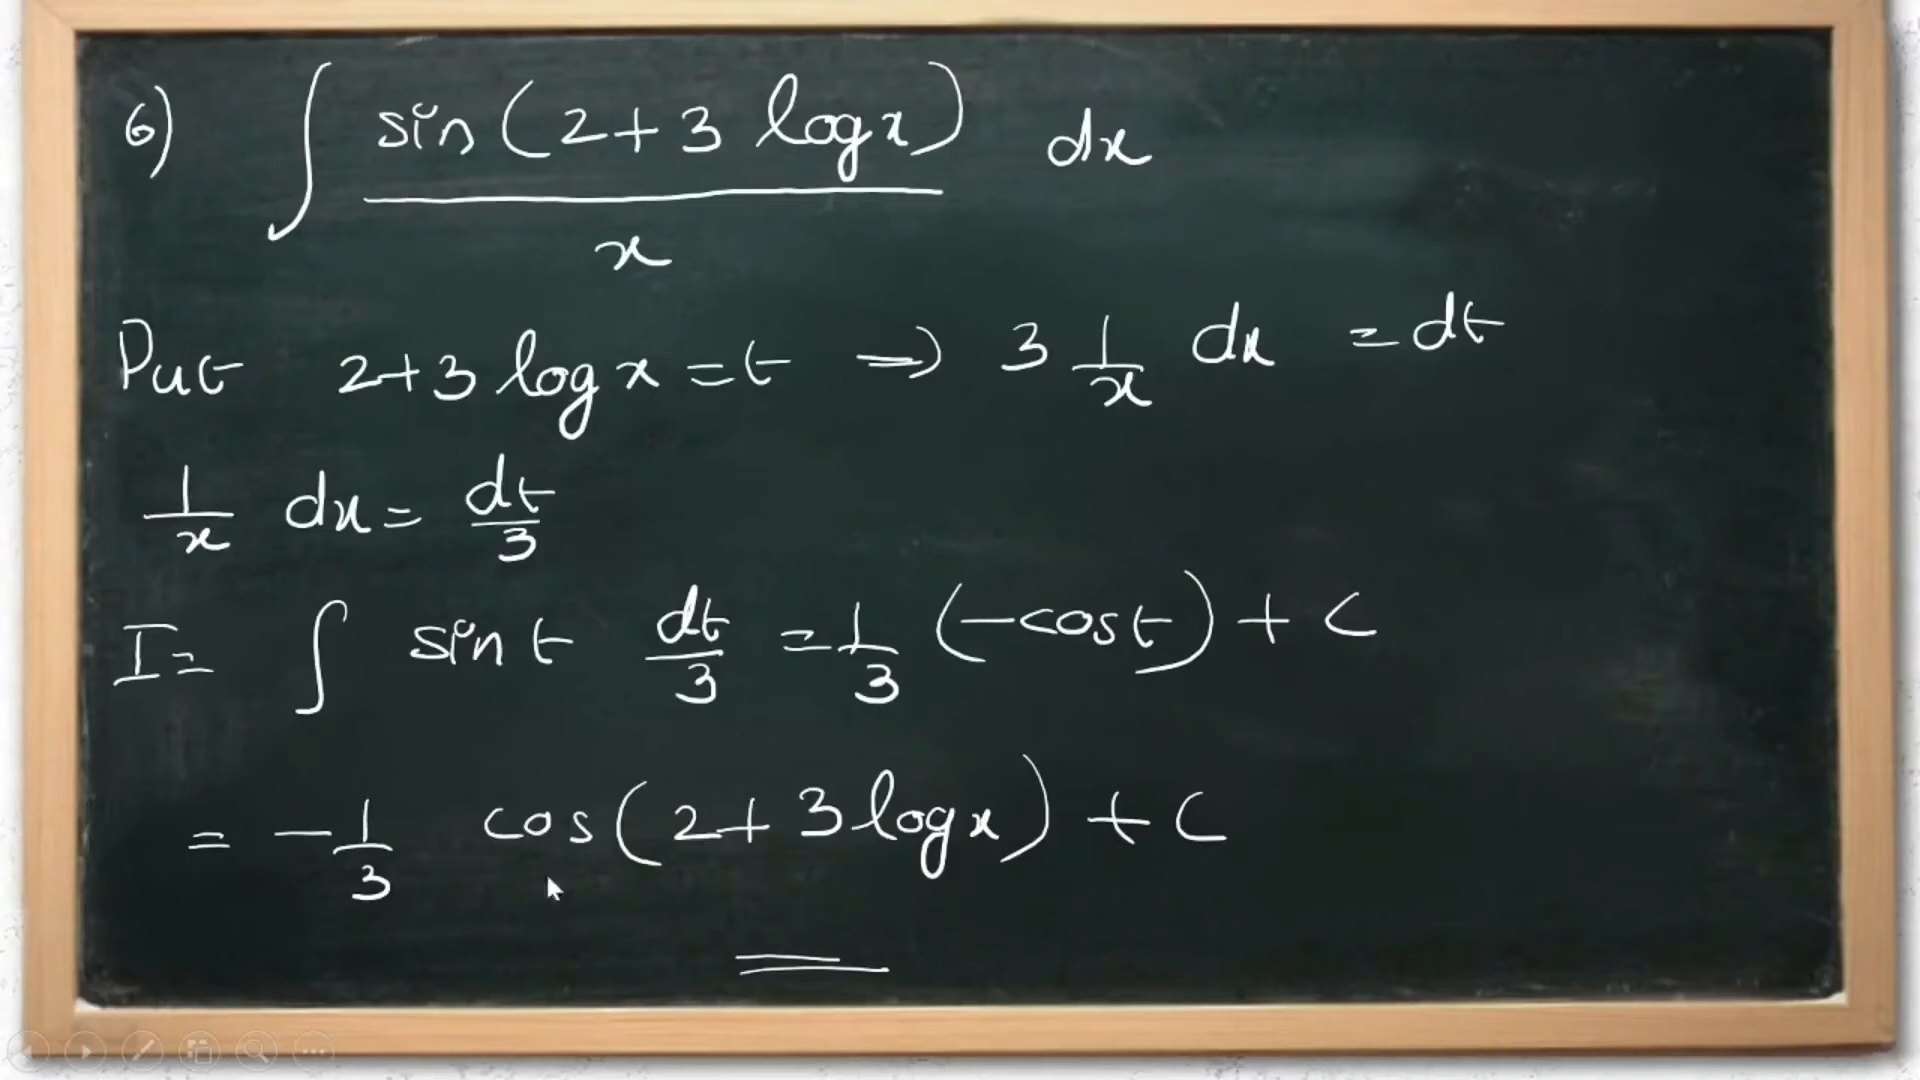 6) ∫ sin(2+3 log x) / x dx
Put 2+3 log x = t ⇒ 3 1/x dx = dt
1/x dx = dt/3
I = ∫ sin t dt/3 = 1/3 (-cos t) + C
= -1/3 cos(2+3 log x) + C